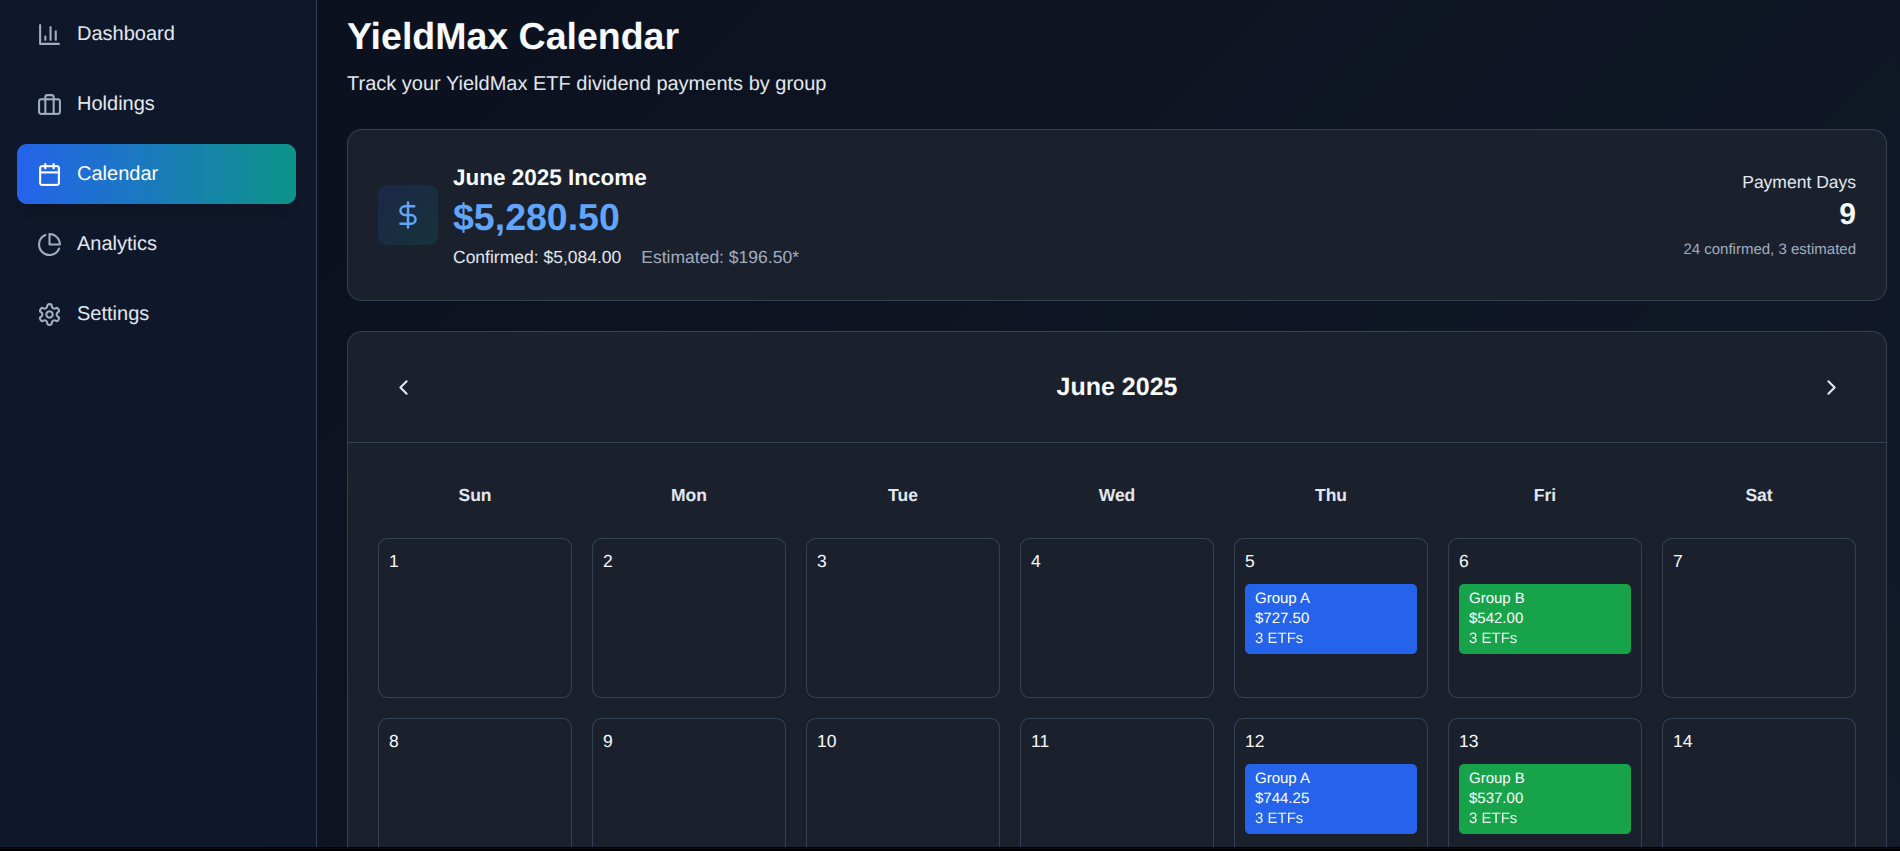 Dashboard
Holdings
Calendar
Analytics
Settings
YieldMax Calendar
Track your YieldMax ETF dividend payments by group
June 2025 Income
$5,280.50
Confirmed: $5,084.00 Estimated: $196.50*
Payment Days
9
24 confirmed, 3 estimated
June 2025
Sun Mon Tue Wed Thu Fri Sat
1
2
3
4
5
Group A
$727.50
3 ETFs
6
Group B
$542.00
3 ETFs
7
8
9
10
11
12
Group A
$744.25
3 ETFs
13
Group B
$537.00
3 ETFs
14